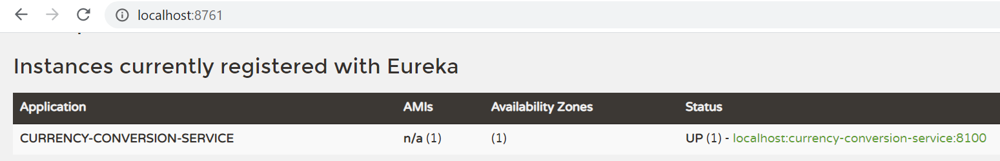 localhost:8761
Instances currently registered with Eureka
Application AMIs Availability Zones Status
CURRENCY-CONVERSION-SERVICE n/a (1) (1) UP (1) - localhost:currency-conversion-service:8100